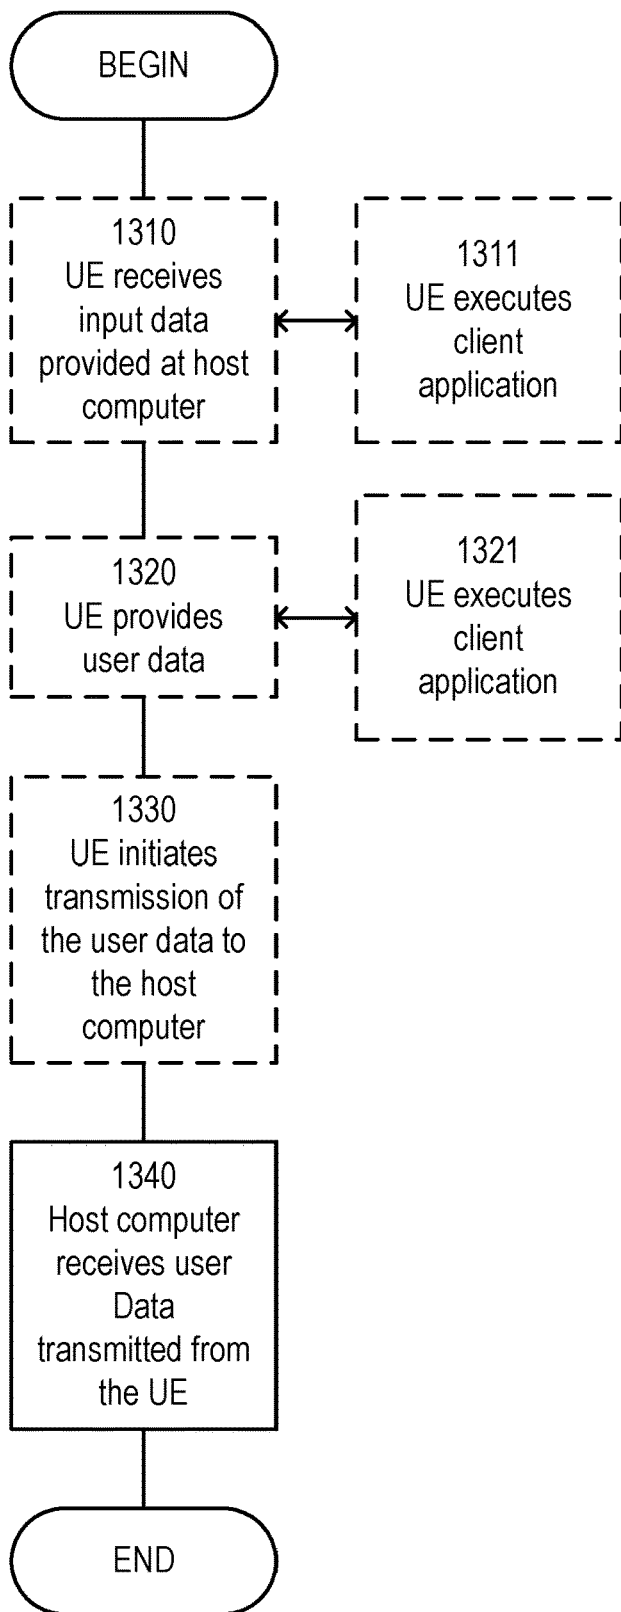 BEGIN
1310
UE receives
input data
provided at host
computer
1311
UE executes
client
application
1320
UE provides
user data
1321
UE executes
client
application
1330
UE initiates
transmission of
the user data to
the host
computer
1340
Host computer
receives user
Data
transmitted from
the UE
END